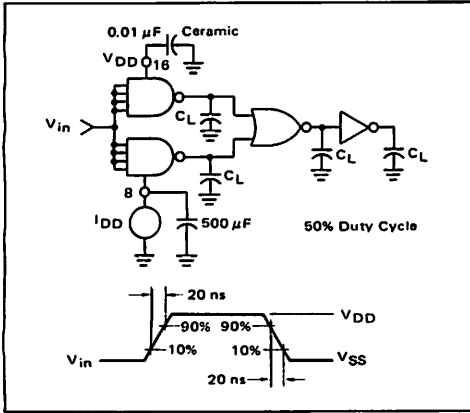 0.01 μF Ceramic
VDD 16
Vin
CL
CL
CL
CL
8
IDD
500 μF
50% Duty Cycle
20 ns
90% 90%
VDD
Vin
10% 10%
VSS
20 ns